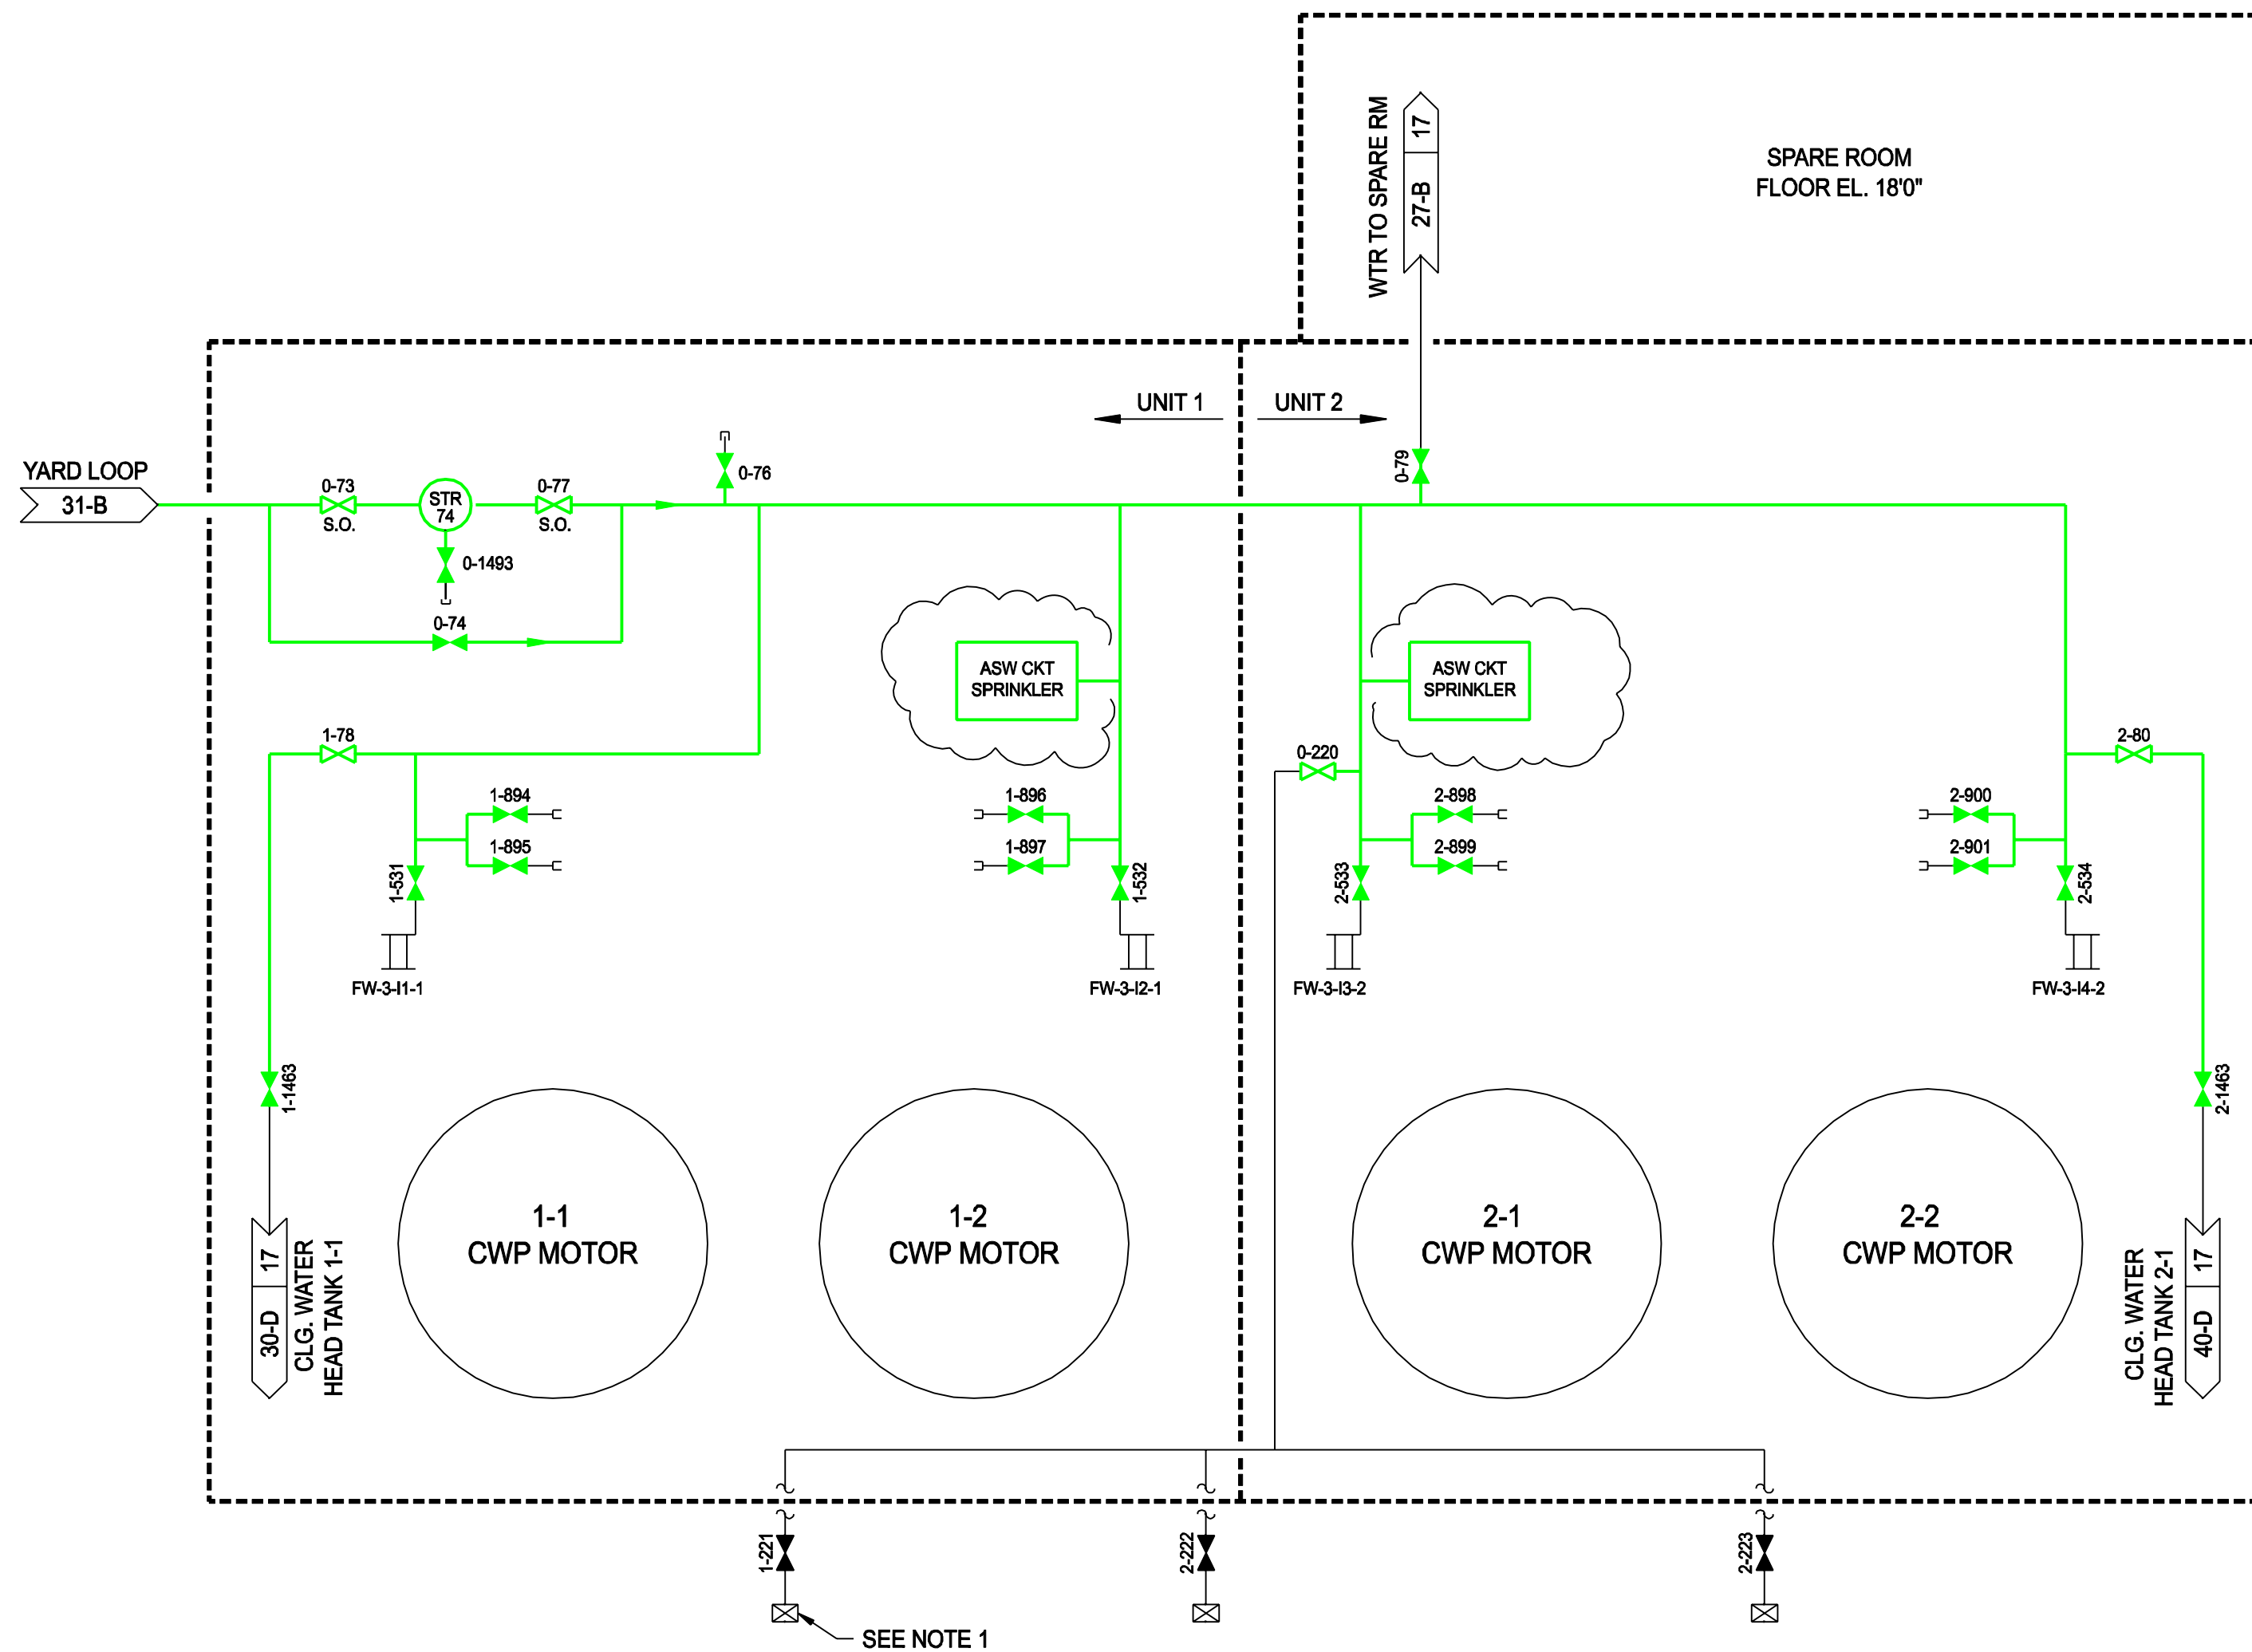 SPARE ROOM
FLOOR EL. 18'0"
WTR TO SPARE RM
27-B
17
UNIT 1
UNIT 2
YARD LOOP
31-B
0-73
S.O.
STR
74
0-77
S.O.
0-76
0-79
0-1493
0-74
ASW CKT
SPRINKLER
ASW CKT
SPRINKLER
1-78
0-220
2-80
1-894
1-895
1-896
1-897
2-898
2-899
2-900
2-901
1-531
1-532
2-533
2-534
FW-3-I1-1
FW-3-I2-1
FW-3-I3-2
FW-3-I4-2
1-1463
2-1463
1-1
CWP MOTOR
1-2
CWP MOTOR
2-1
CWP MOTOR
2-2
CWP MOTOR
30-D
17
CLG. WATER
HEAD TANK 1-1
CLG. WATER
HEAD TANK 2-1
40-D
17
1-221
2-222
2-223
SEE NOTE 1